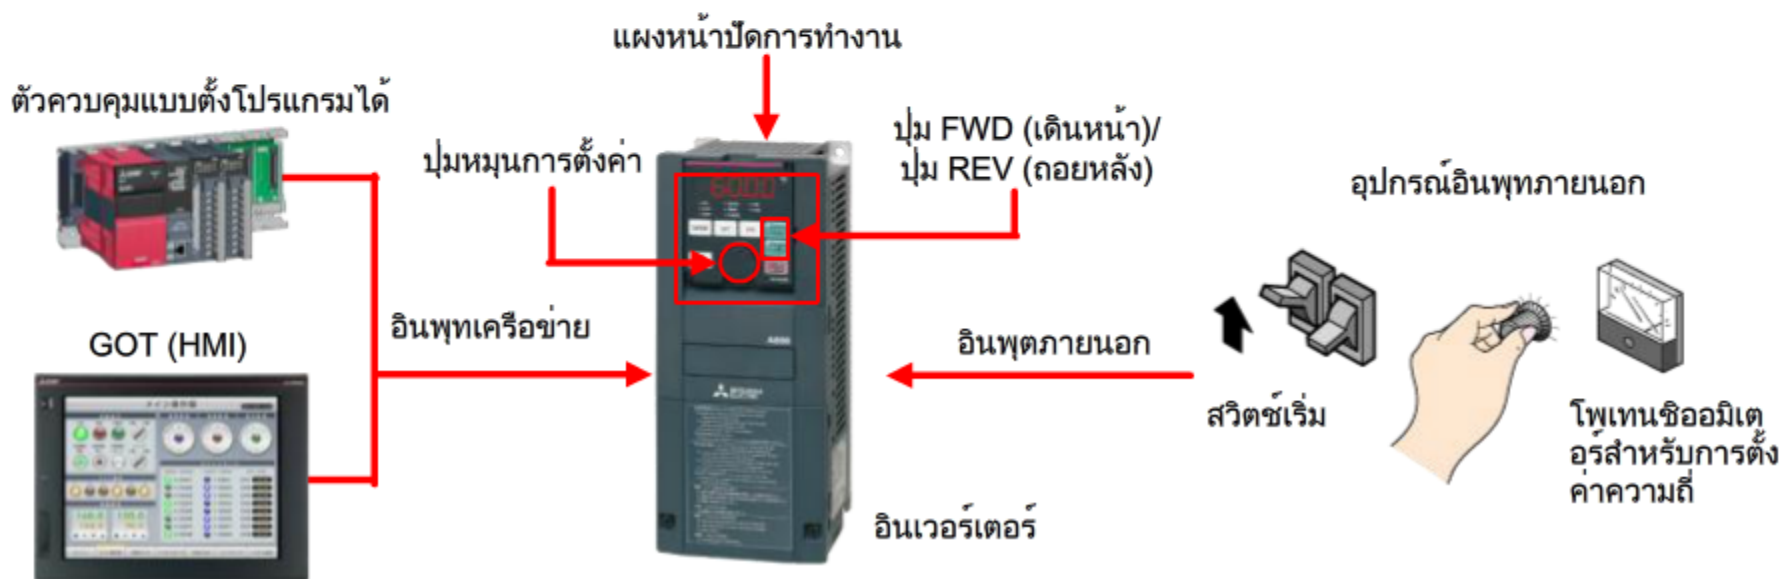 แผงหน้าปัดการทำงาน
ตัวควบคุมแบบตั้งโปรแกรมได้
ปุ่มหมุนการตั้งค่า
ปุ่ม FWD (เดินหน้า)/
ปุ่ม REV (ถอยหลัง)
อุปกรณ์อินพุทภายนอก
6000
GOT (HMI)
อินพุทเครือข่าย
อินพุตภายนอก
A800
MITSUBISHI
ELECTRIC
สวิตช์เริ่ม
โพเทนชิออมิเต
อร์สำหรับการตั้ง
ค่าความถี่
อินเวอร์เตอร์